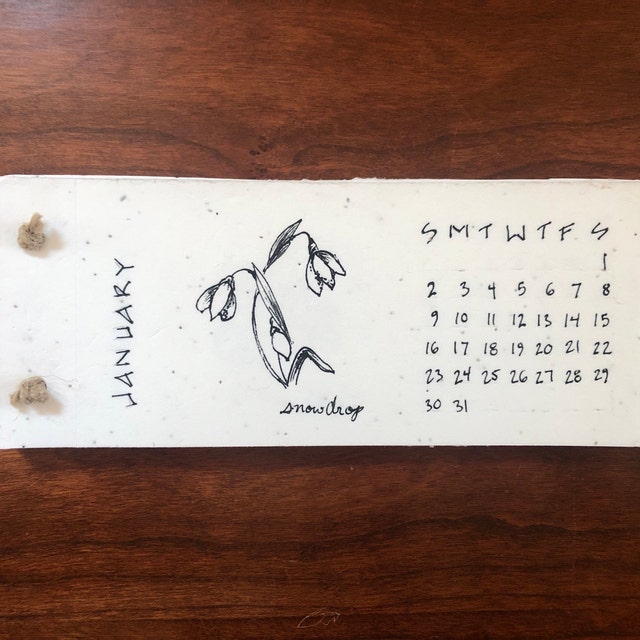 JANUARY
snowdrop
S M T W T F S
1
2 3 4 5 6 7 8
9 10 11 12 13 14 15
16 17 18 19 20 21 22
23 24 25 26 27 28 29
30 31